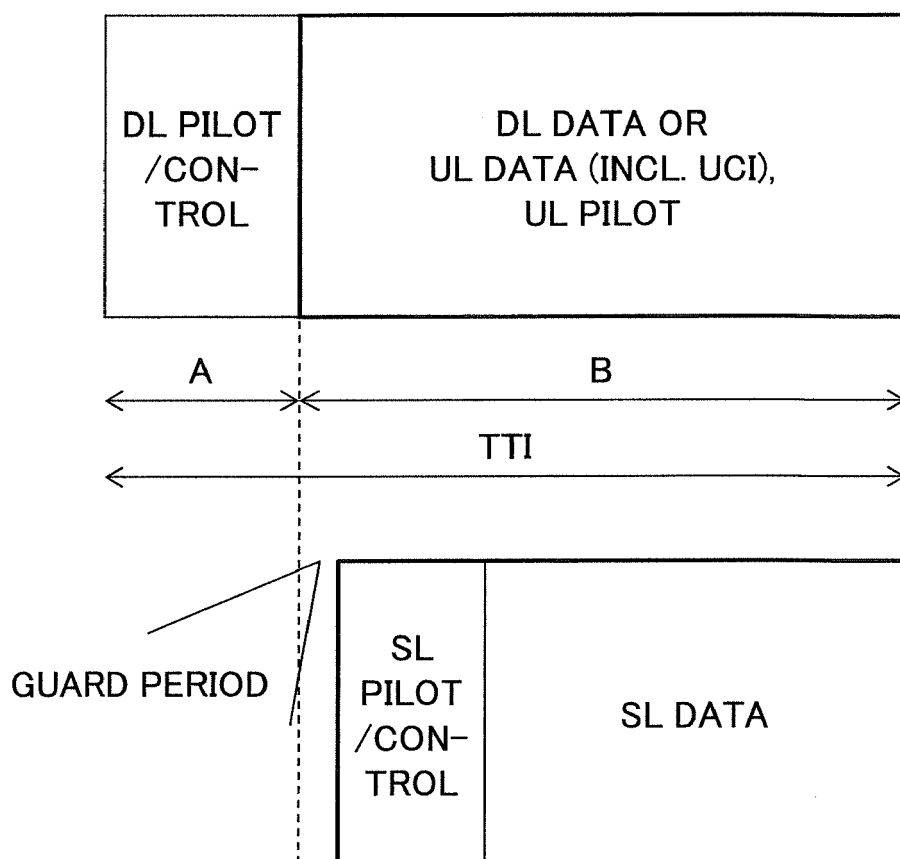 DL PILOT
/CON-
TROL
DL DATA OR
UL DATA (INCL. UCI),
UL PILOT
A
B
TTI
GUARD PERIOD
SL
PILOT
/CON-
TROL
SL DATA